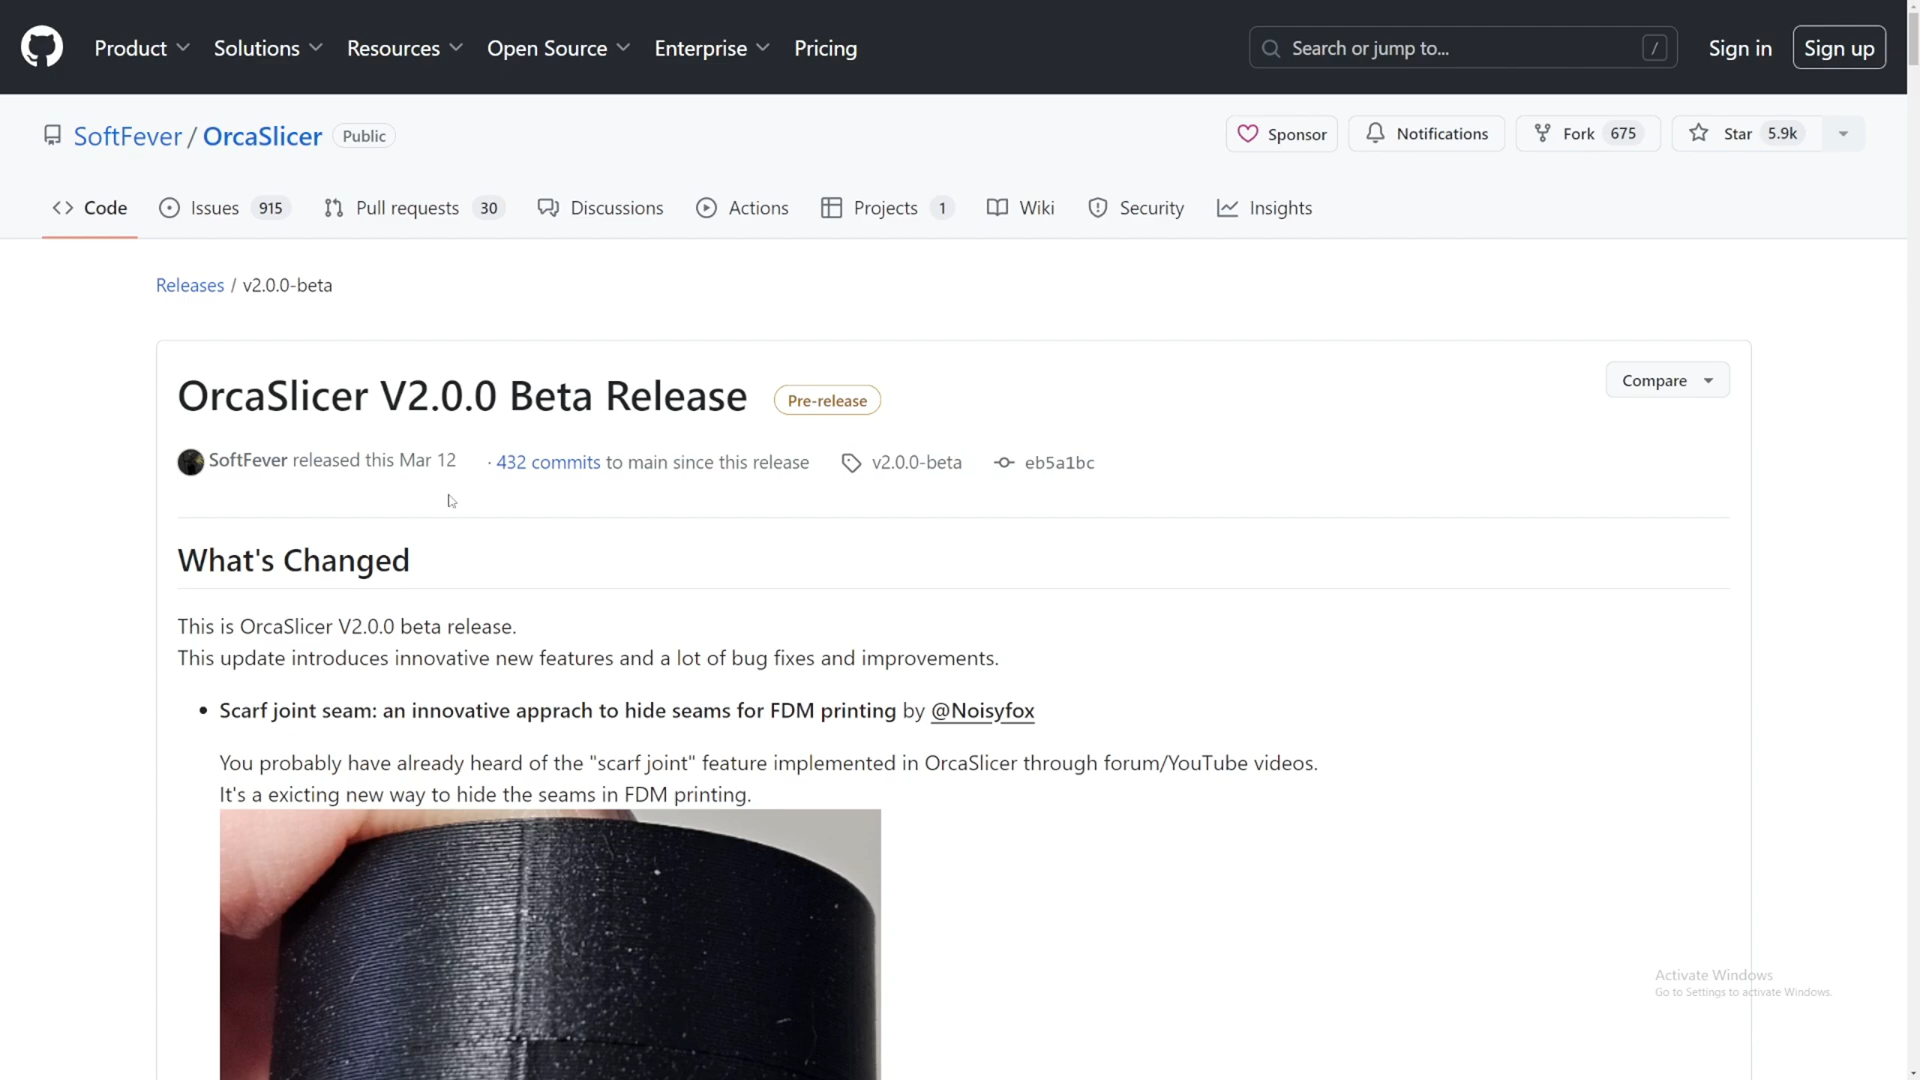 Product Solutions Resources Open Source Enterprise Pricing Search or jump to... / Sign in Sign up
SoftFever / OrcaSlicer Public Sponsor Notifications Fork 675 Star 5.9k
Code Issues 915 Pull requests 30 Discussions Actions Projects 1 Wiki Security Insights
Releases / v2.0.0-beta
OrcaSlicer V2.0.0 Beta Release Pre-release Compare
SoftFever released this Mar 12 · 432 commits to main since this release v2.0.0-beta eb5a1bc
What's Changed
This is OrcaSlicer V2.0.0 beta release.
This update introduces innovative new features and a lot of bug fixes and improvements.
• Scarf joint seam: an innovative apprach to hide seams for FDM printing by @Noisyfox
You probably have already heard of the "scarf joint" feature implemented in OrcaSlicer through forum/YouTube videos.
It's a exicting new way to hide the seams in FDM printing.
Activate Windows
Go to Settings to activate Windows.